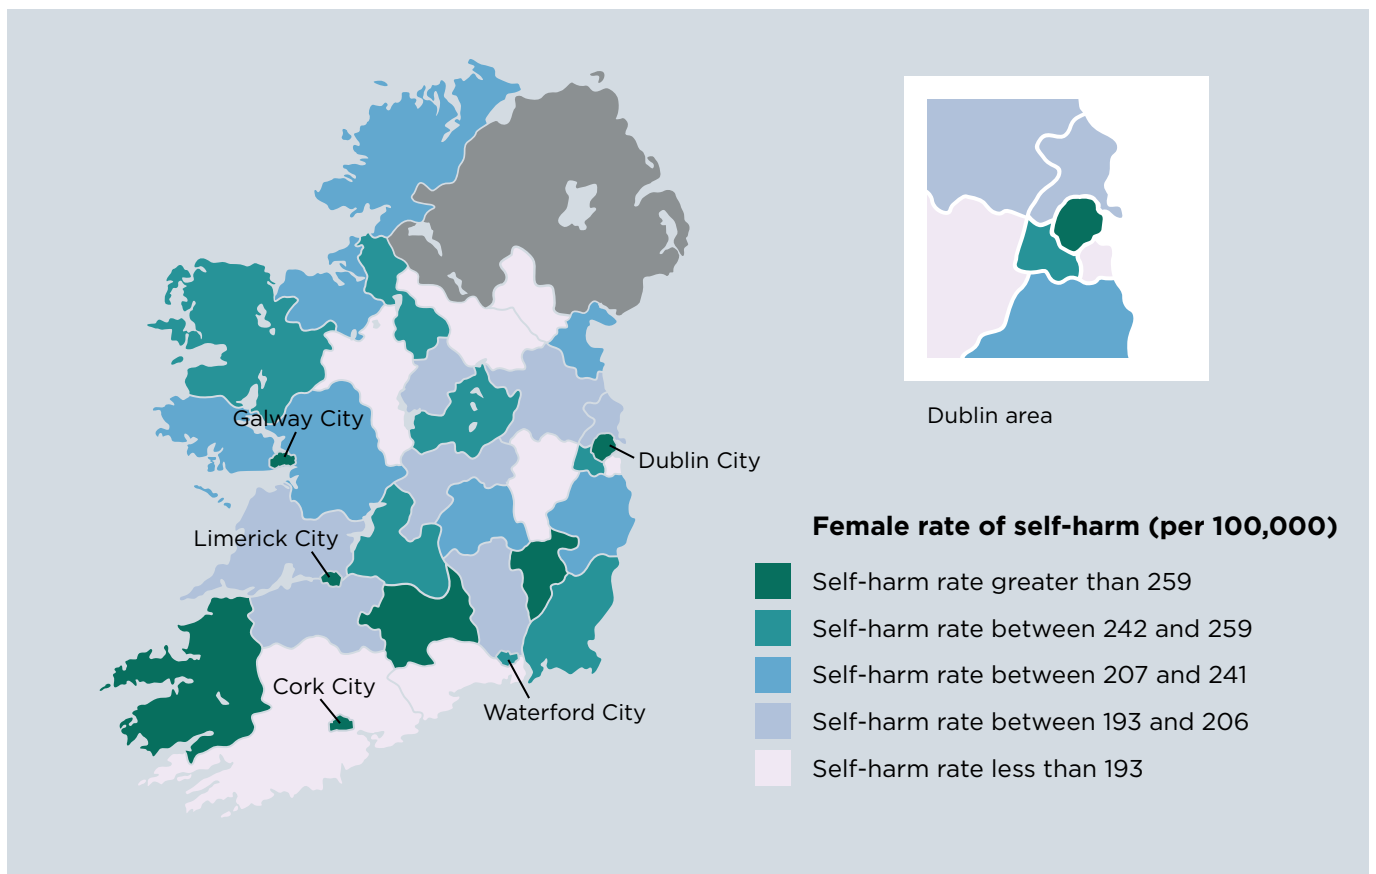 Galway City
Dublin City
Limerick City
Cork City
Waterford City
Dublin area
Female rate of self-harm (per 100,000)
Self-harm rate greater than 259
Self-harm rate between 242 and 259
Self-harm rate between 207 and 241
Self-harm rate between 193 and 206
Self-harm rate less than 193